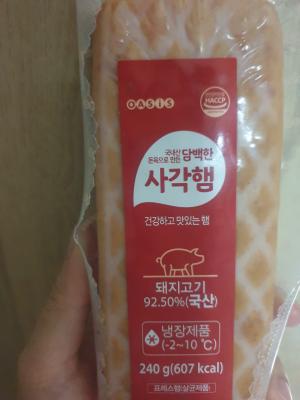 OASIS
HACCP
국내산
돈육으로 만든 담백한
사각햄
건강하고 맛있는 햄
돼지고기
92.50%(국산)
냉장제품
(-2~10 ℃)
240 g(607 kcal)
프레스햄(살균제품)